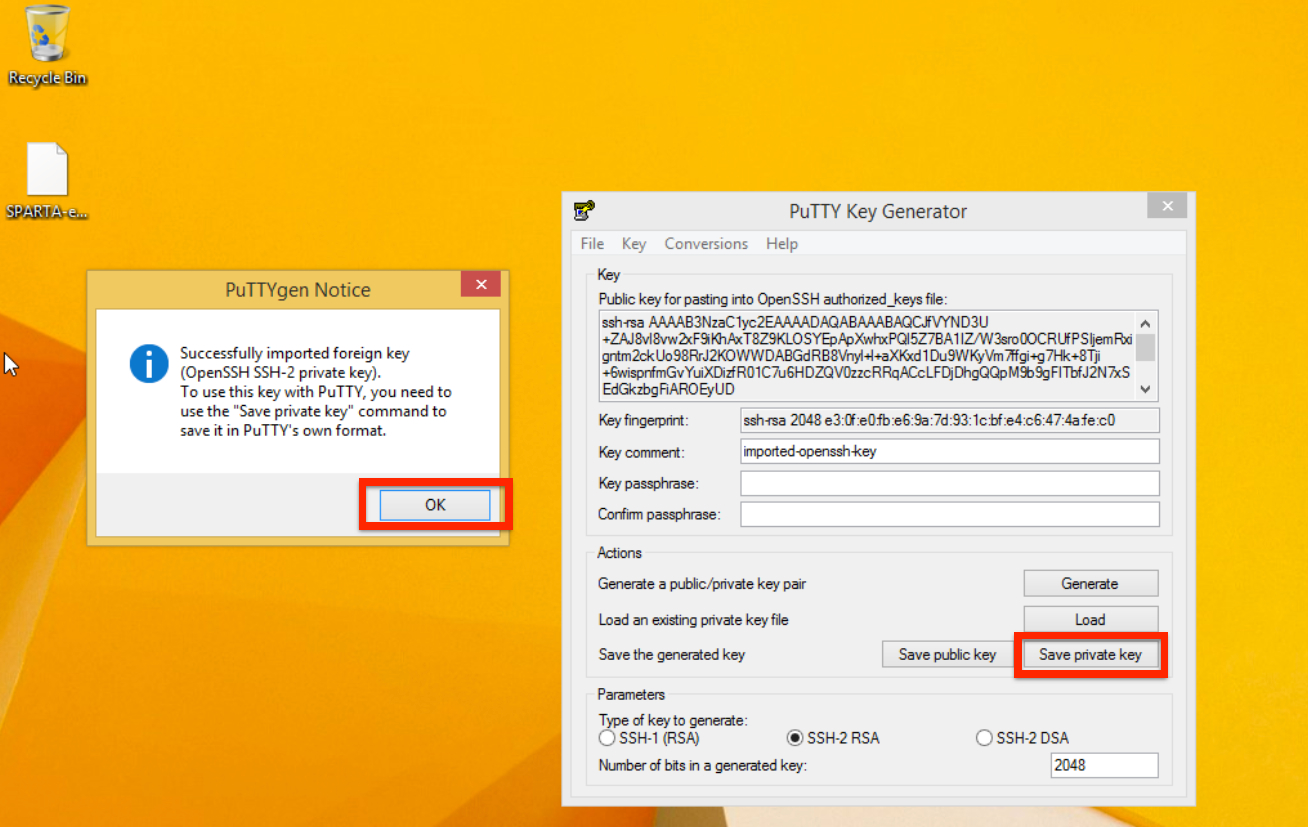 Recycle Bin
SPARTA-e...
PuTTYgen Notice
Successfully imported foreign key
(OpenSSH SSH-2 private key).
To use this key with PuTTY, you need to
use the "Save private key" command to
save it in PuTTY's own format.
OK
PuTTY Key Generator
File Key Conversions Help
Key
Public key for pasting into OpenSSH authorized_keys file:
ssh-rsa AAAAB3NzaC1yc2EAAAADAQABAAABAQCJfVYND3U
+ZAJ8vl8vw2xF9iKhAxT8Z9KLOSYEpApXwhxPQI5Z7BA1IZ/W3sro0OCRUfPSIjemRxi
gntm2ckUo98RrJ2KOWWDABGdRB8Vnyl+l+aXKxd1Du9WKyVm7ffgi+g7Hk+8Tji
+6wispnfmGvYuiXDizfR01C7u6HDZQV0zzcRRqACcLFDjDhgQQpM9b9gFITbfJ2N7xS
EdGkzbgFiAROEyUD
Key fingerprint: ssh-rsa 2048 e3:0f:e0:fb:e6:9a:7d:93:1c:bf:e4:c6:47:4a:fe:c0
Key comment: imported-openssh-key
Key passphrase:
Confirm passphrase:
Actions
Generate a public/private key pair Generate
Load an existing private key file Load
Save the generated key Save public key Save private key
Parameters
Type of key to generate:
SSH-1 (RSA) SSH-2 RSA SSH-2 DSA
Number of bits in a generated key: 2048